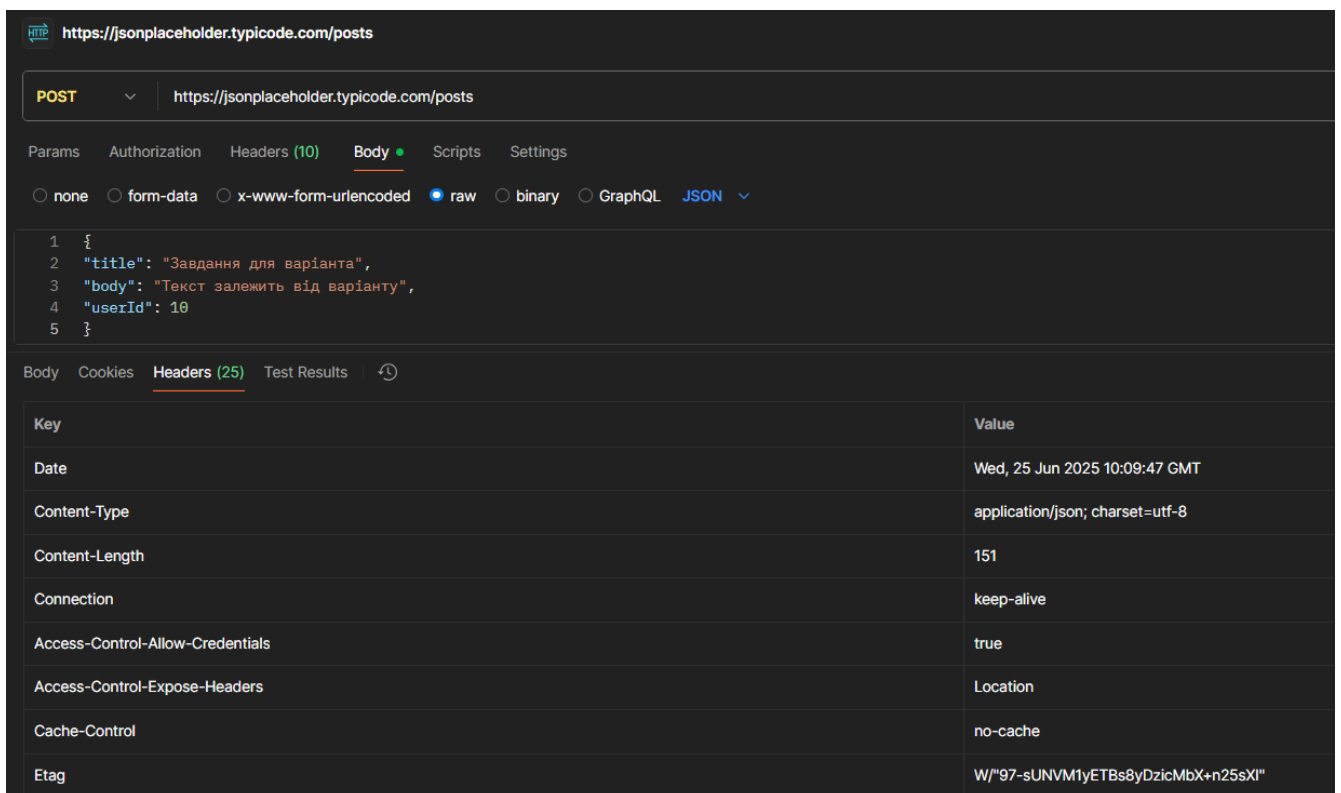 HTTP https://jsonplaceholder.typicode.com/posts
POST https://jsonplaceholder.typicode.com/posts
Params Authorization Headers (10) Body Scripts Settings
none form-data x-www-form-urlencoded raw binary GraphQL JSON
1 {
2 "title": "Завдання для варіанта",
3 "body": "Текст залежить від варіанту",
4 "userId": 10
5 }
Body Cookies Headers (25) Test Results
Key Value
Date Wed, 25 Jun 2025 10:09:47 GMT
Content-Type application/json; charset=utf-8
Content-Length 151
Connection keep-alive
Access-Control-Allow-Credentials true
Access-Control-Expose-Headers Location
Cache-Control no-cache
Etag W/"97-sUNVM1yETBs8yDzicMbX+n25sXI"